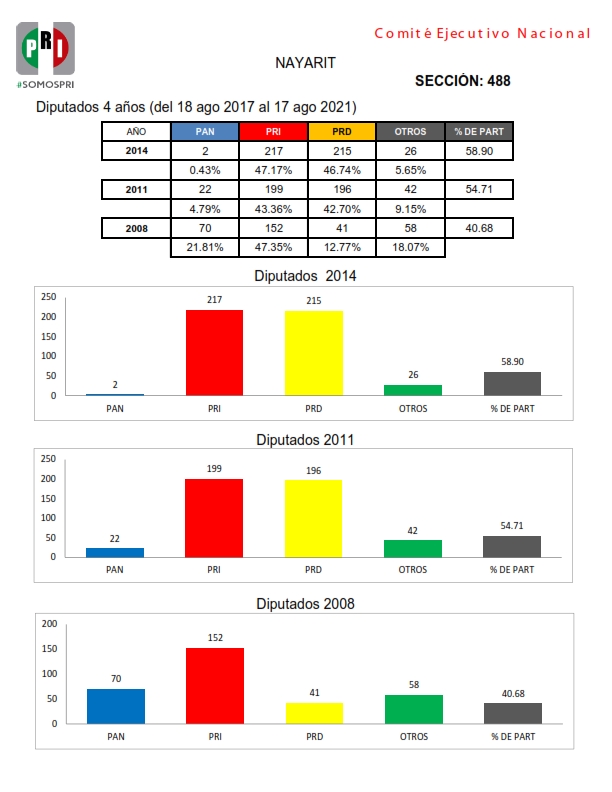 PRI
#SOMOSPRI
Comité Ejecutivo Nacional
NAYARIT
SECCIÓN: 488
Diputados 4 años (del 18 ago 2017 al 17 ago 2021)
AÑO PAN PRI PRD OTROS % DE PART
2014 2 217 215 26 58.90
0.43% 47.17% 46.74% 5.65%
2011 22 199 196 42 54.71
4.79% 43.36% 42.70% 9.15%
2008 70 152 41 58 40.68
21.81% 47.35% 12.77% 18.07%
Diputados 2014
250
200
150
100
50
0
2 217 215 26 58.90
PAN PRI PRD OTROS % DE PART
Diputados 2011
250
200
150
100
50
0
22 199 196 42 54.71
PAN PRI PRD OTROS % DE PART
Diputados 2008
200
150
100
50
0
70 152 41 58 40.68
PAN PRI PRD OTROS % DE PART